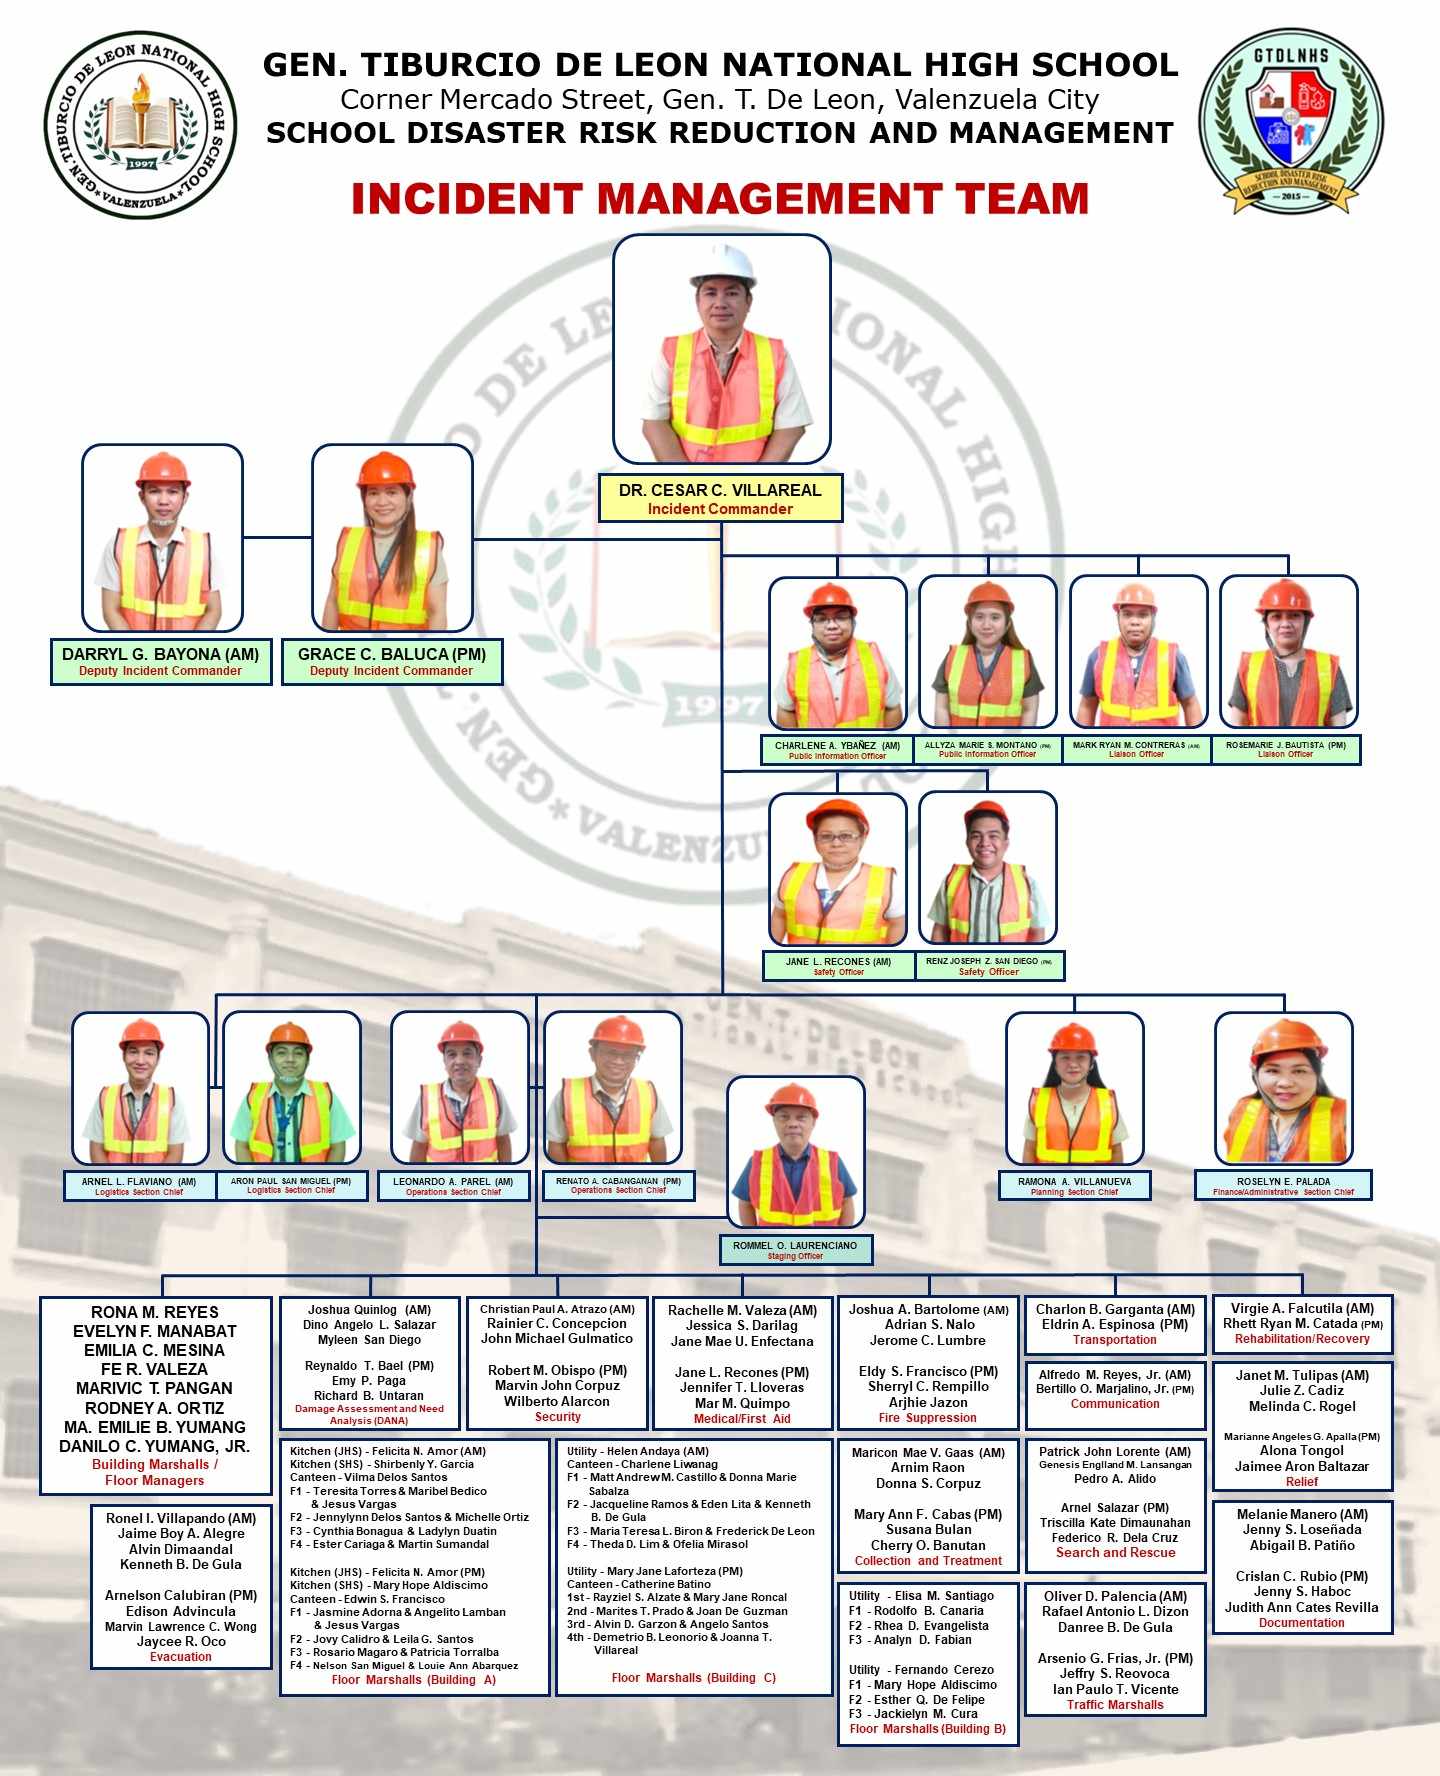 GEN. TIBURCIO DE LEON NATIONAL HIGH SCHOOL
VALENZUELA
1997
GEN. TIBURCIO DE LEON NATIONAL HIGH SCHOOL
Corner Mercado Street, Gen. T. De Leon, Valenzuela City
SCHOOL DISASTER RISK REDUCTION AND MANAGEMENT
INCIDENT MANAGEMENT TEAM
GTDLNHS
SCHOOL DISASTER RISK
REDUCTION AND MANAGEMENT
2015
DR. CESAR C. VILLAREAL
Incident Commander
DARRYL G. BAYONA (AM)
Deputy Incident Commander
GRACE C. BALUCA (PM)
Deputy Incident Commander
CHARLENE A. YBAÑEZ (AM)
Public Information Officer
ALLYZA MARIE S. MONTANO (PM)
Public Information Officer
MARK RYAN M. CONTRERAS (AM)
Liaison Officer
ROSEMARIE J. BAUTISTA (PM)
Liaison Officer
JANE L. RECONES (AM)
Safety Officer
RENZ JOSEPH Z. SAN DIEGO (PM)
Safety Officer
ARNEL L. FLAVIANO (AM)
Logistics Section Chief
ARON PAUL SAN MIGUEL (PM)
Logistics Section Chief
LEONARDO A. PAREL (AM)
Operations Section Chief
RENATO A. CABANGANAN (PM)
Operations Section Chief
RAMONA A. VILLANUEVA
Planning Section Chief
ROSELYN E. PALADA
Finance/Administrative Section Chief
ROMMEL O. LAURENCIANO
Staging Officer
RONA M. REYES
EVELYN F. MANABAT
EMILIA C. MESINA
FE R. VALEZA
MARIVIC T. PANGAN
RODNEY A. ORTIZ
MA. EMILIE B. YUMANG
DANILO C. YUMANG, JR.
Building Marshalls /
Floor Managers
Ronel I. Villapando (AM)
Jaime Boy A. Alegre
Alvin Dimaandal
Kenneth B. De Gula
Arnelson Calubiran (PM)
Edison Advincula
Marvin Lawrence C. Wong
Jaycee R. Oco
Evacuation
Joshua Quinlog (AM)
Dino Angelo L. Salazar
Myleen San Diego
Reynaldo T. Bael (PM)
Emy P. Paga
Richard B. Untaran
Damage Assessment and Need
Analysis (DANA)
Christian Paul A. Atrazo (AM)
Rainier C. Concepcion
John Michael Gulmatico
Robert M. Obispo (PM)
Marvin John Corpuz
Wilberto Alarcon
Security
Rachelle M. Valeza (AM)
Jessica S. Darilag
Jane Mae U. Enfectana
Jane L. Recones (PM)
Jennifer T. Lloveras
Mar M. Quimpo
Medical/First Aid
Joshua A. Bartolome (AM)
Adrian S. Nalo
Jerome C. Lumbre
Eldy S. Francisco (PM)
Sherryl C. Rempillo
Arjhie Jazon
Fire Suppression
Charlon B. Garganta (AM)
Eldrin A. Espinosa (PM)
Transportation
Alfredo M. Reyes, Jr. (AM)
Bertillo O. Marjalino, Jr. (PM)
Communication
Virgie A. Falcutila (AM)
Rhett Ryan M. Catada (PM)
Rehabilitation/Recovery
Janet M. Tulipas (AM)
Julie Z. Cadiz
Melinda C. Rogel
Marianne Angeles G. Apalla (PM)
Alona Tongol
Jaimee Aron Baltazar
Relief
Kitchen (JHS) - Felicita N. Amor (AM)
Kitchen (SHS) - Shirbenly Y. Garcia
Canteen - Vilma Delos Santos
F1 - Teresita Torres & Maribel Bedico
& Jesus Vargas
F2 - Jennylynn Delos Santos & Michelle Ortiz
F3 - Cynthia Bonagua & Ladylyn Duatin
F4 - Ester Cariaga & Martin Sumandal
Kitchen (JHS) - Felicita N. Amor (PM)
Kitchen (SHS) - Mary Hope Aldiscimo
Canteen - Edwin S. Francisco
F1 - Jasmine Adorna & Angelito Lamban
& Jesus Vargas
F2 - Jovy Calidro & Leila G. Santos
F3 - Rosario Magaro & Patricia Torralba
F4 - Nelson San Miguel & Louie Ann Abarquez
Floor Marshalls (Building A)
Utility - Helen Andaya (AM)
Canteen - Charlene Liwanag
F1 - Matt Andrew M. Castillo & Donna Marie
Sabalza
F2 - Jacqueline Ramos & Eden Lita & Kenneth
B. De Gula
F3 - Maria Teresa L. Biron & Frederick De Leon
F4 - Theda D. Lim & Ofelia Mirasol
Utility - Mary Jane Laforteza (PM)
Canteen - Catherine Batino
1st - Rayziel S. Alzate & Mary Jane Roncal
2nd - Marites T. Prado & Joan De Guzman
3rd - Alvin D. Garzon & Angelo Santos
4th - Demetrio B. Leonorio & Joanna T.
Villareal
Floor Marshalls (Building C)
Maricon Mae V. Gaas (AM)
Arnim Raon
Donna S. Corpuz
Mary Ann F. Cabas (PM)
Susana Bulan
Cherry O. Banutan
Collection and Treatment
Utility - Elisa M. Santiago
F1 - Rodolfo B. Canaria
F2 - Rhea D. Evangelista
F3 - Analyn D. Fabian
Utility - Fernando Cerezo
F1 - Mary Hope Aldiscimo
F2 - Esther Q. De Felipe
F3 - Jackielyn M. Cura
Floor Marshalls (Building B)
Patrick John Lorente (AM)
Genesis Englland M. Lansangan
Pedro A. Alido
Arnel Salazar (PM)
Triscilla Kate Dimaunahan
Federico R. Dela Cruz
Search and Rescue
Oliver D. Palencia (AM)
Rafael Antonio L. Dizon
Danree B. De Gula
Arsenio G. Frias, Jr. (PM)
Jeffry S. Reovoca
Ian Paulo T. Vicente
Traffic Marshalls
Melanie Manero (AM)
Jenny S. Loseñada
Abigail B. Patiño
Crislan C. Rubio (PM)
Jenny S. Haboc
Judith Ann Cates Revilla
Documentation